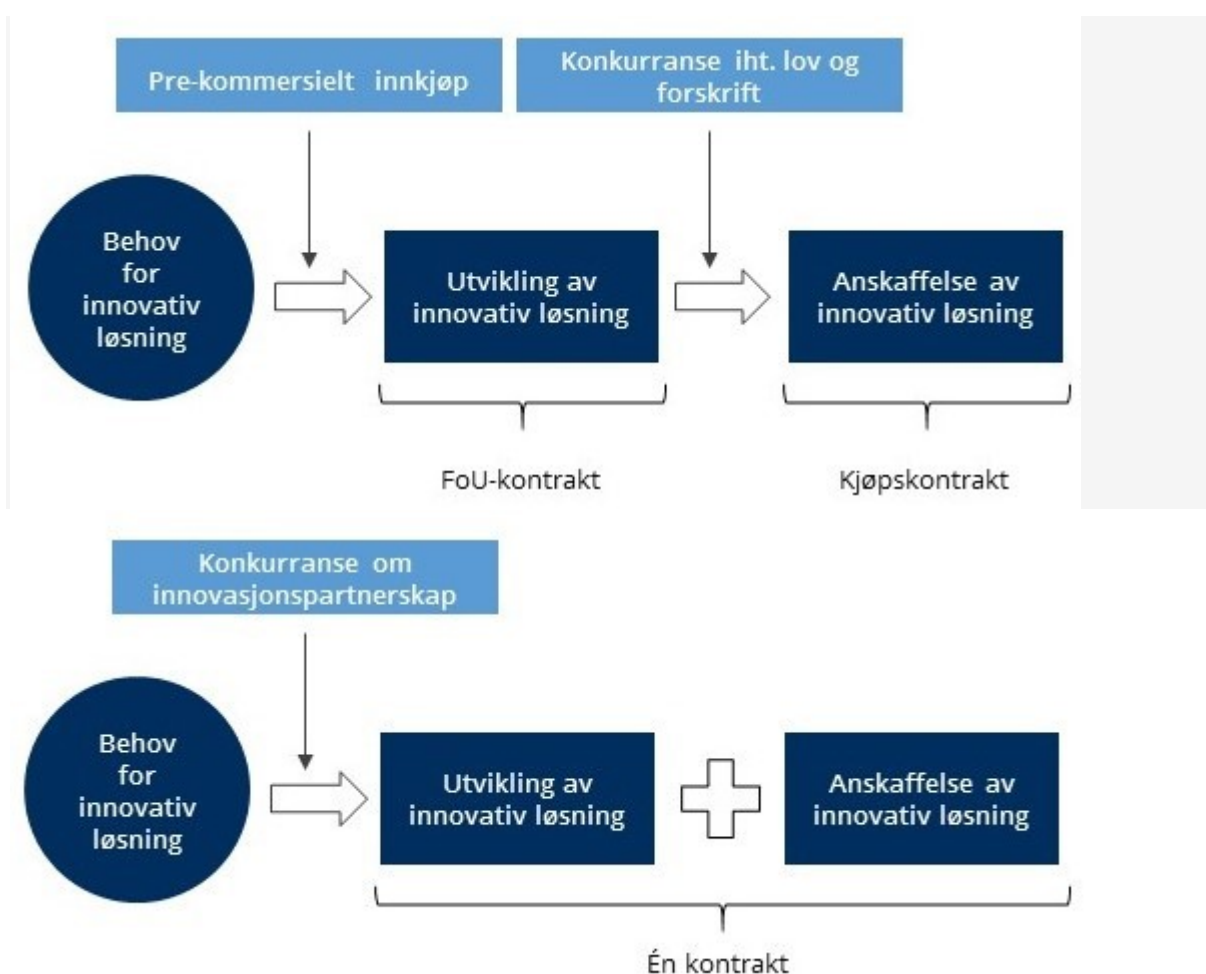 Pre-kommersielt innkjøp
Konkurranse iht. lov og
forskrift
Behov
for
innovativ
løsning
Utvikling av
innovativ løsning
Anskaffelse av
innovativ løsning
FoU-kontrakt
Kjøpskontrakt
Konkurranse om
innovasjonspartnerskap
Behov
for
innovativ
løsning
Utvikling av
innovativ løsning
Anskaffelse av
innovativ løsning
Én kontrakt